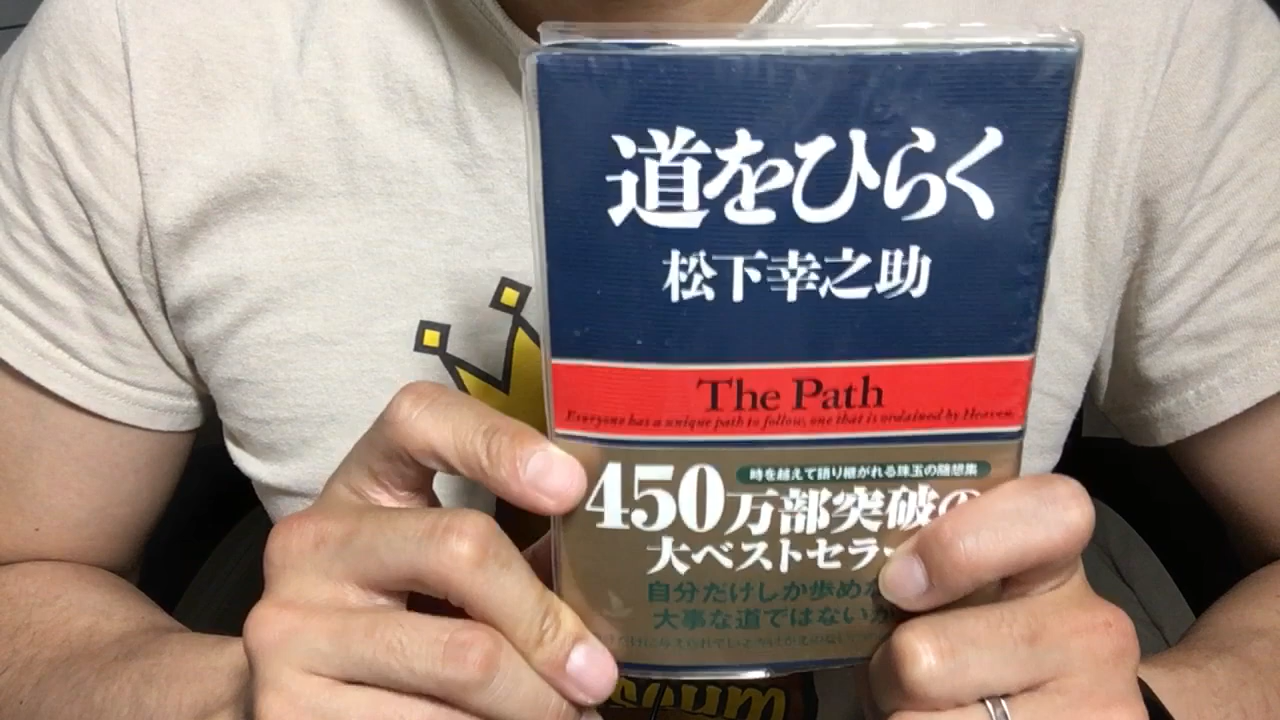 道をひらく
松下幸之助
The Path
Everyone has a unique path to follow, one that is ordained by Heaven.
時を越えて語り継がれる珠玉の随想集
450万部突破の
大ベストセラー
自分だけしか歩めな
大事な道ではないか